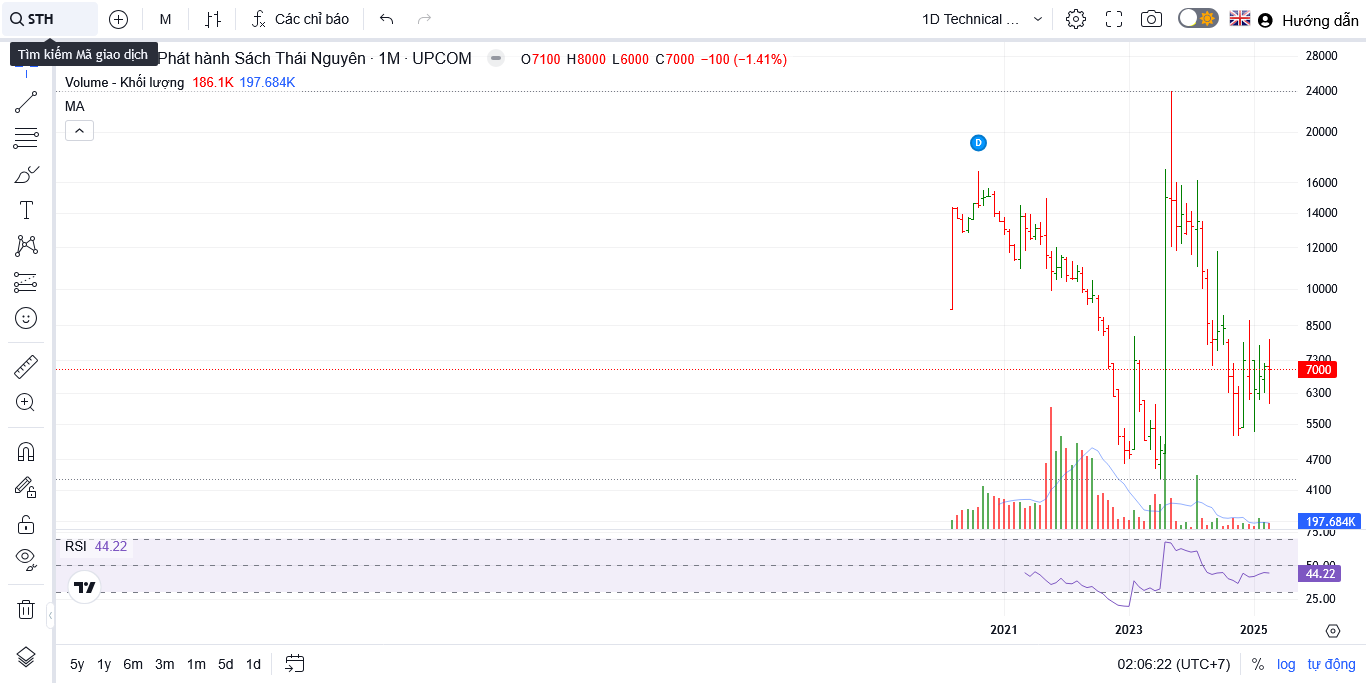 STH
M
Các chỉ báo
1D Technical ...
Hướng dẫn
Tìm kiếm Mã giao dịch
Phát hành Sách Thái Nguyên · 1M · UPCOM
O7100 H8000 L6000 C7000 −100 (−1.41%)
Volume - Khối lượng 186.1K 197.684K
MA
D
28000
24000
20000
16000
14000
12000
10000
8500
7300
7000
6300
5500
4700
4100
197.684K
75.00
RSI 44.22
50.00
44.22
25.00
2021 2023 2025
5y 1y 6m 3m 1m 5d 1d
02:06:22 (UTC+7) % log tự động